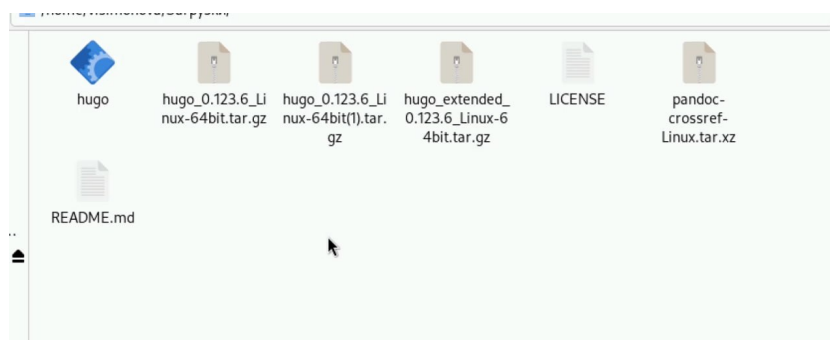 hugo
hugo_0.123.6_Li
nux-64bit.tar.gz
hugo_0.123.6_Li
nux-64bit(1).tar.
gz
hugo_extended_
0.123.6_Linux-6
4bit.tar.gz
LICENSE
pandoc-
crossref-
Linux.tar.xz
README.md